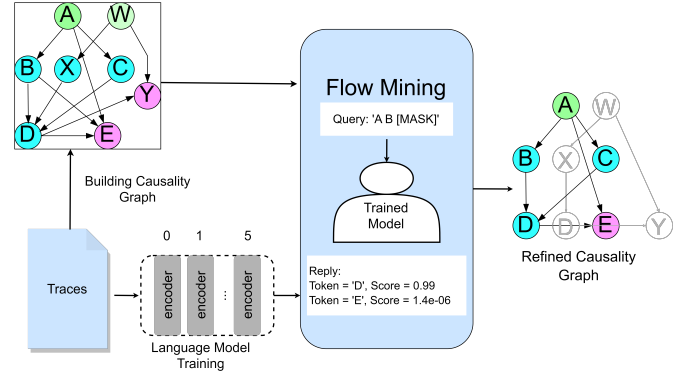 A
W
B
X
C
Y
D
E
Building Causality
Graph
Traces
0 1 5
encoder
encoder
...
encoder
Language Model
Training
Flow Mining
Query: 'A B [MASK]'
Trained
Model
Reply:
Token = 'D', Score = 0.99
Token = 'E', Score = 1.4e-06
A
W
B
X
C
D
D
E
Y
Refined Causality
Graph